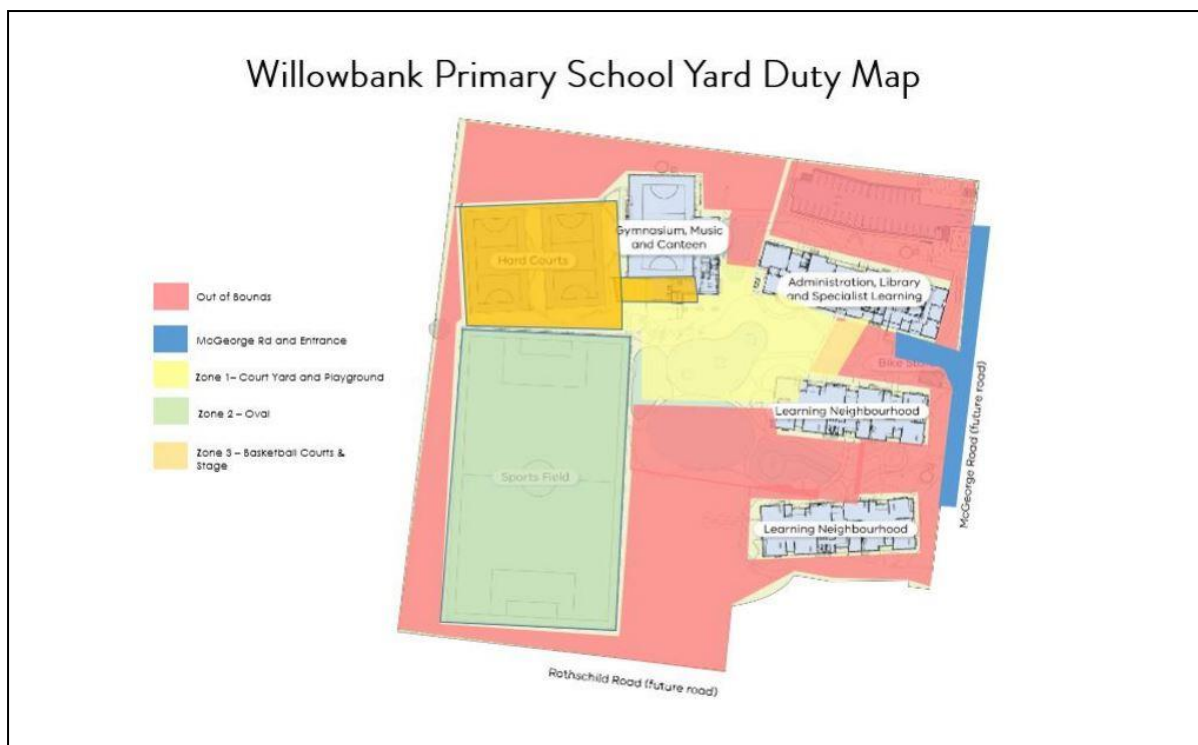 Willowbank Primary School Yard Duty Map
Out of Bounds
McGeorge Rd and Entrance
Zone 1– Court Yard and Playground
Zone 2 – Oval
Zone 3 – Basketball Courts &
Stage
Hard Courts
Gymnasium, Music
and Canteen
Administration, Library
and Specialist Learning
Learning Neighbourhood
Sports Field
Learning Neighbourhood
McGeorge Road (future road)
Rothschild Road (future road)